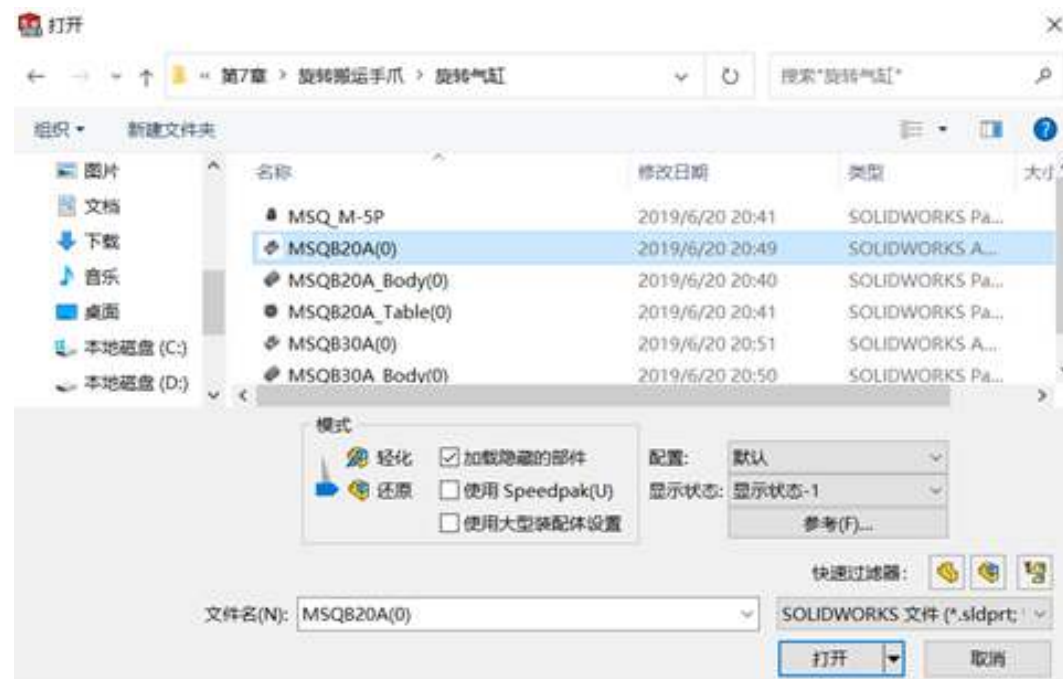 打开
« 第7章 › 旋转搬运手爪 › 旋转气缸 搜索"旋转气缸"
组织 新建文件夹
名称 修改日期 类型 大小
图片
文档
下载
音乐
桌面
本地磁盘 (C:)
本地磁盘 (D:)
MSQ_M-5P 2019/6/20 20:41 SOLIDWORKS Pa...
MSQB20A(0) 2019/6/20 20:49 SOLIDWORKS A...
MSQB20A_Body(0) 2019/6/20 20:40 SOLIDWORKS Pa...
MSQB20A_Table(0) 2019/6/20 20:41 SOLIDWORKS Pa...
MSQB30A(0) 2019/6/20 20:51 SOLIDWORKS A...
MSQB30A_Body(0) 2019/6/20 20:50 SOLIDWORKS Pa...
模式
轻化 加载隐藏的部件
还原 使用 Speedpak(U)
使用大型装配体设置
配置: 默认
显示状态: 显示状态-1
参考(F)...
快速过滤器:
文件名(N): MSQB20A(0) SOLIDWORKS 文件 (*.sldprt;
打开 取消